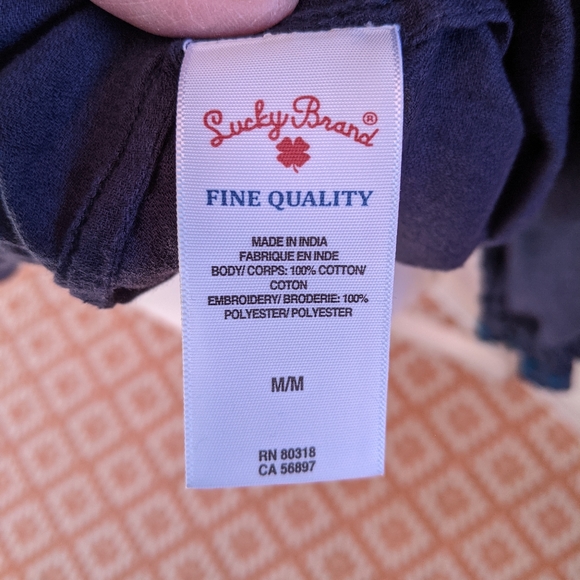 Lucky Brand®
FINE QUALITY
MADE IN INDIA
FABRIQUE EN INDE
BODY/ CORPS: 100% COTTON/
COTON
EMBROIDERY/ BRODERIE: 100%
POLYESTER/ POLYESTER
M/M
RN 80318
CA 56897